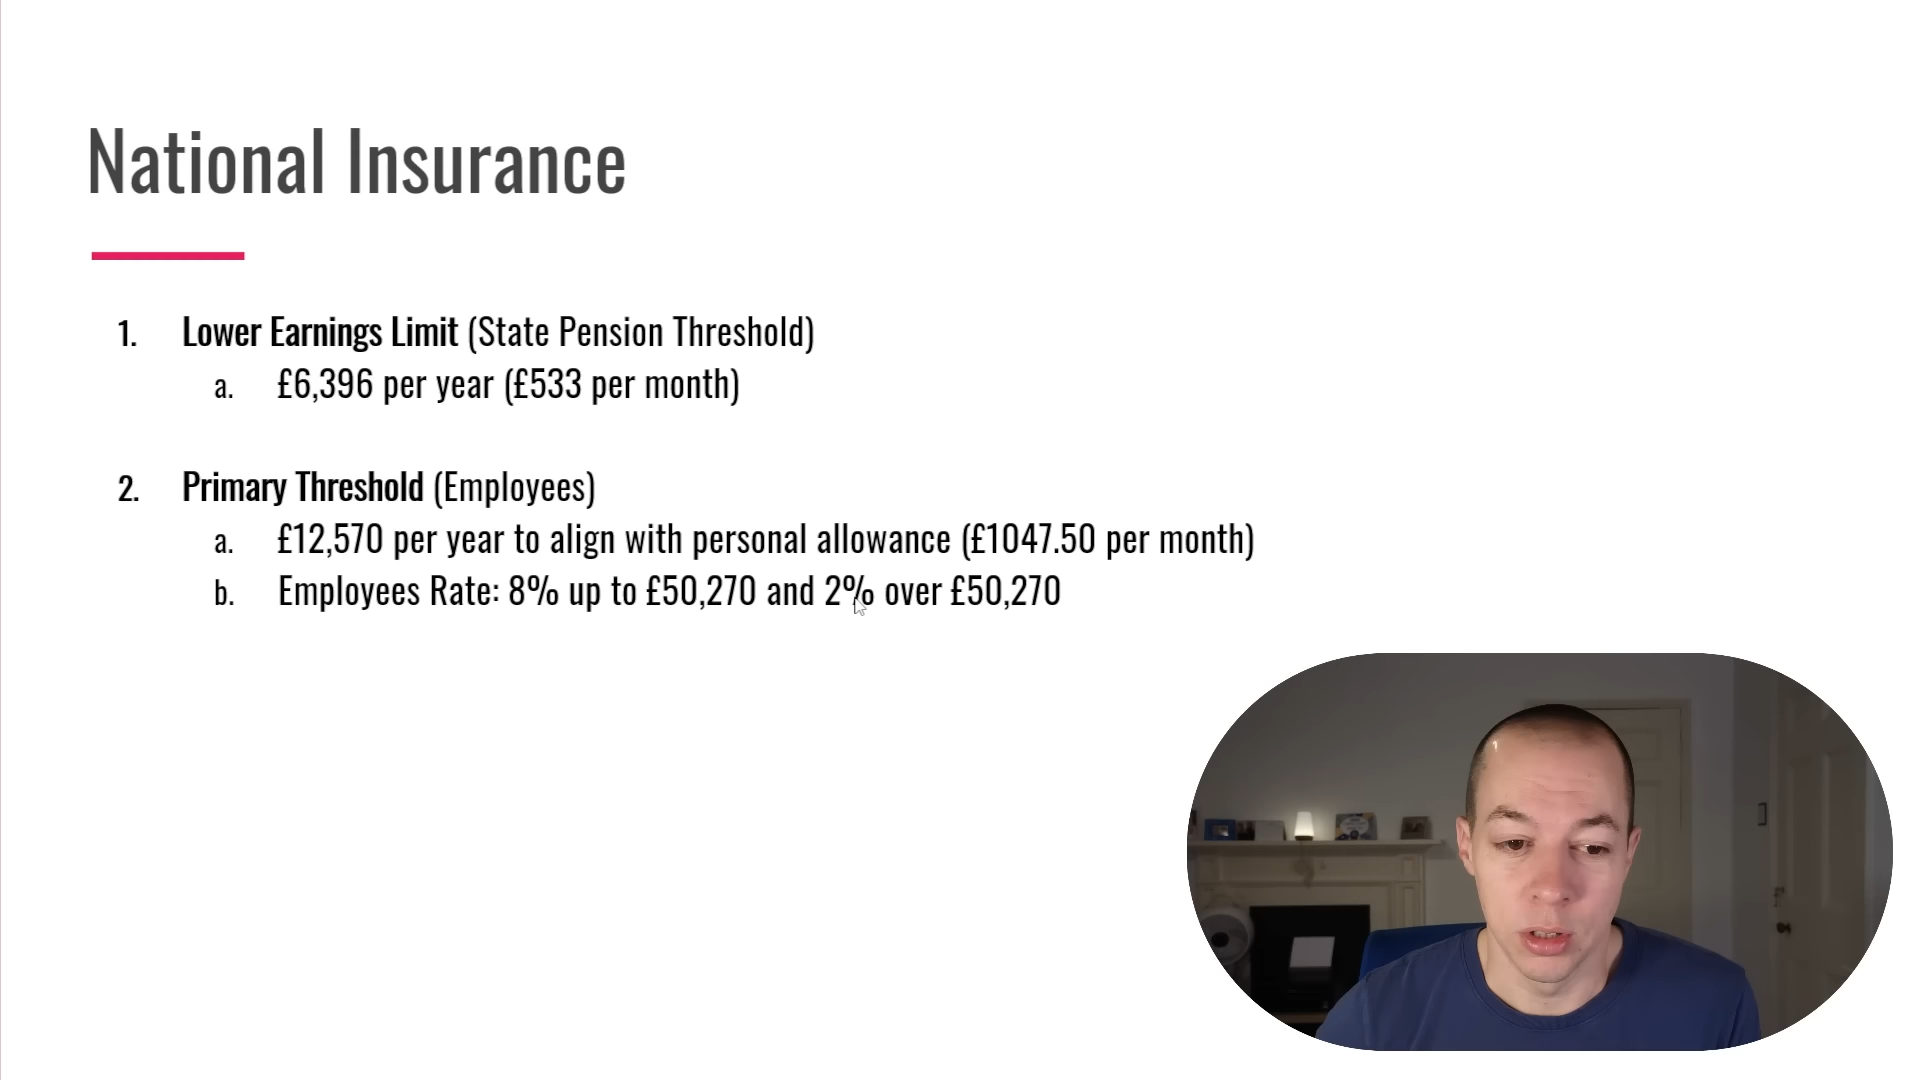 National Insurance
1. Lower Earnings Limit (State Pension Threshold)
a. £6,396 per year (£533 per month)
2. Primary Threshold (Employees)
a. £12,570 per year to align with personal allowance (£1047.50 per month)
b. Employees Rate: 8% up to £50,270 and 2% over £50,270